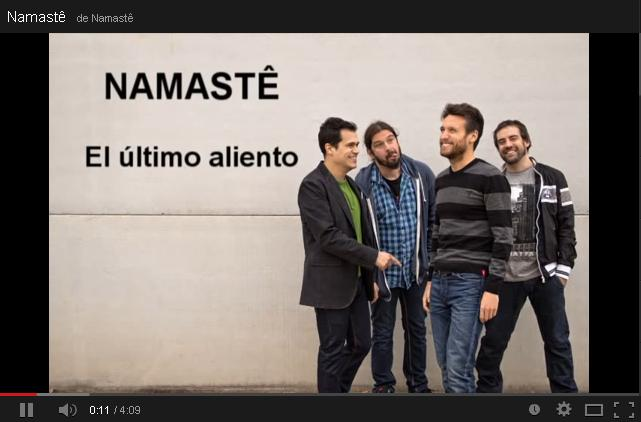 Namastê de Namastê
NAMASTÊ
El último aliento
0:11 / 4:09